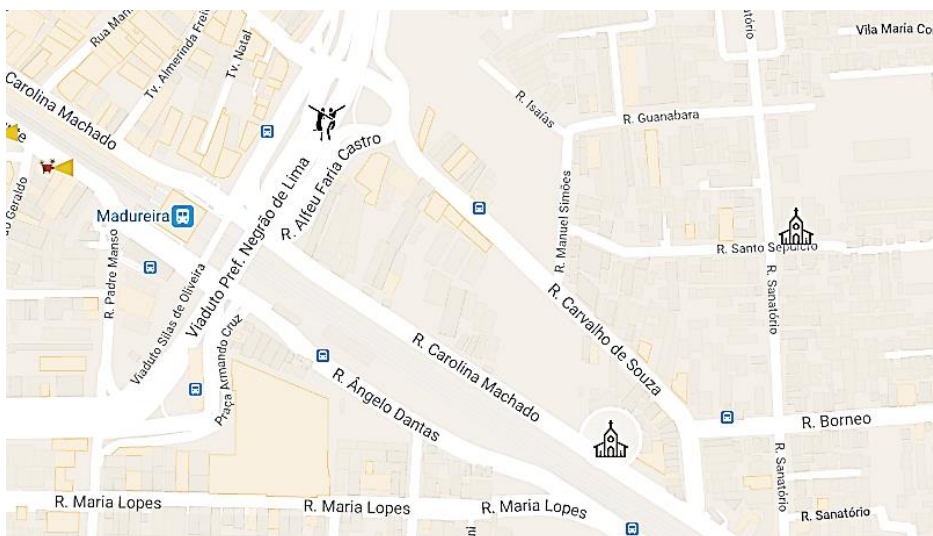 Rua Man
Tv. Almerinda Frei
Tv. Natal
natório
Vila Maria Co
Carolina Machado
R. Isaías
R. Guanabara
R. Alfeu Faria Castro
Viaduto Pref. Negrão de Lima
o Geraldo
Madureira
R. Padre Manso
R. Manuel Simões
R. Santo Sepulcro
R. Sanatório
Viaduto Silas de Oliveira
Praça Armando Cruz
R. Carvalho de Souza
R. Carolina Machado
R. Ângelo Dantas
R. Borneo
R. Sanatório
R. Maria Lopes
R. Maria Lopes
R. Maria Lopes
R. Sanatório